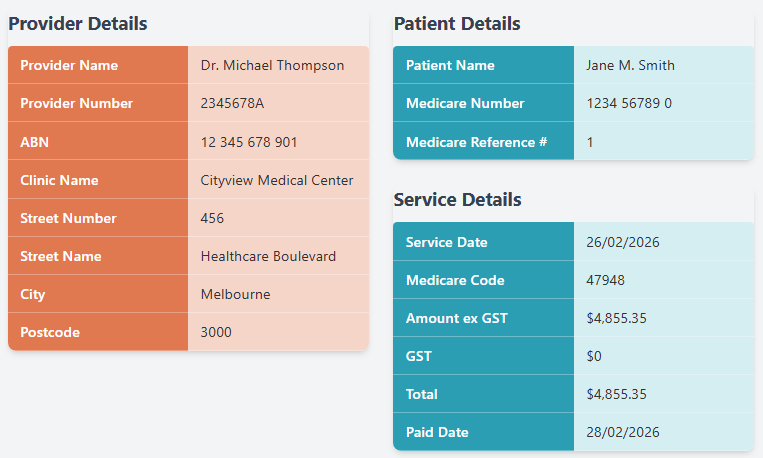 Provider Details
Provider Name Dr. Michael Thompson
Provider Number 2345678A
ABN 12 345 678 901
Clinic Name Cityview Medical Center
Street Number 456
Street Name Healthcare Boulevard
City Melbourne
Postcode 3000
Patient Details
Patient Name Jane M. Smith
Medicare Number 1234 56789 0
Medicare Reference # 1
Service Details
Service Date 26/02/2026
Medicare Code 47948
Amount ex GST $4,855.35
GST $0
Total $4,855.35
Paid Date 28/02/2026